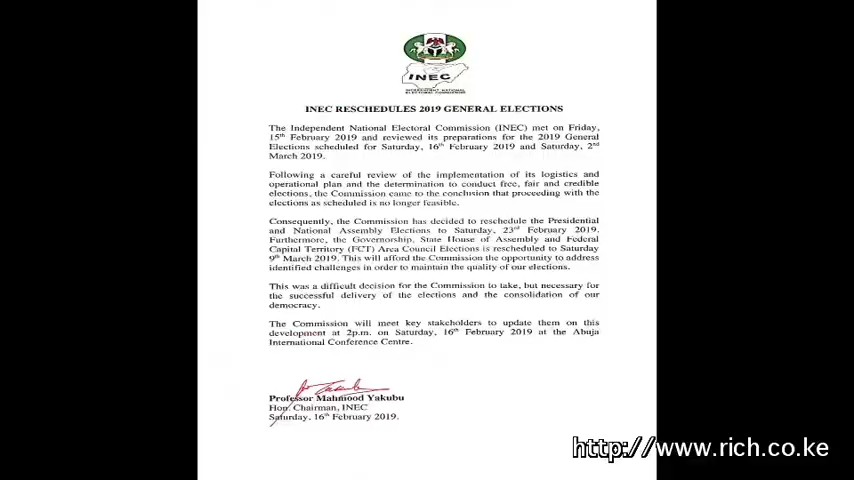 INEC
INDEPENDENT NATIONAL
ELECTORAL COMMISSION
INEC RESCHEDULES 2019 GENERAL ELECTIONS
The Independent National Electoral Commission (INEC) met on Friday,
15th February 2019 and reviewed its preparations for the 2019 General
Elections scheduled for Saturday, 16th February 2019 and Saturday, 2nd
March 2019.
Following a careful review of the implementation of its logistics and
operational plan and the determination to conduct free, fair and credible
elections, the Commission came to the conclusion that proceeding with the
elections as scheduled is no longer feasible.
Consequently, the Commission has decided to reschedule the Presidential
and National Assembly Elections to Saturday, 23rd February 2019.
Furthermore, the Governorship, State House of Assembly and Federal
Capital Territory (FCT) Area Council Elections is rescheduled to Saturday
9th March 2019. This will afford the Commission the opportunity to address
identified challenges in order to maintain the quality of our elections.
This was a difficult decision for the Commission to take, but necessary for
the successful delivery of the elections and the consolidation of our
democracy.
The Commission will meet key stakeholders to update them on this
development at 2p.m. on Saturday, 16th February 2019 at the Abuja
International Conference Centre.
Professor Mahmood Yakubu
Hon. Chairman, INEC
Saturday, 16th February 2019.
http://www.rich.co.ke